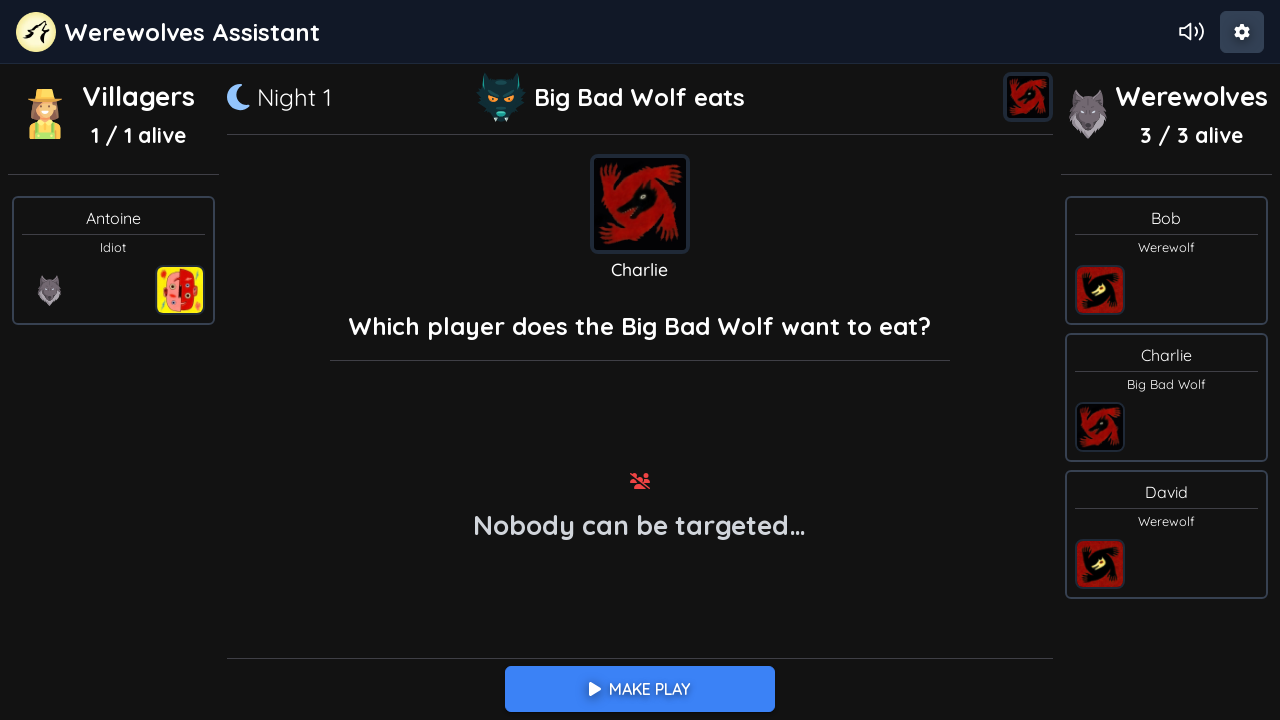 Werewolves Assistant
Villagers
1 / 1 alive
Antoine
Idiot
Night 1
Big Bad Wolf eats
Charlie
Which player does the Big Bad Wolf want to eat?
Nobody can be targeted...
MAKE PLAY
Werewolves
3 / 3 alive
Bob
Werewolf
Charlie
Big Bad Wolf
David
Werewolf